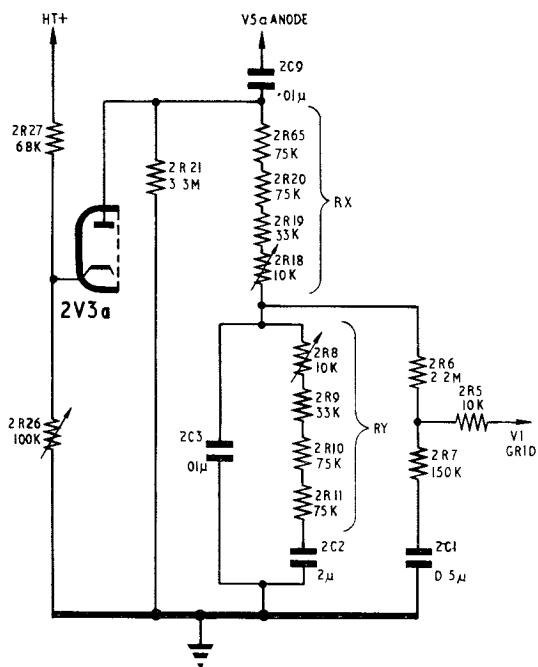 HT+
V5a ANODE
2C9
·01μ
2R27
68K
2R21
3 3M
2R65
75K
2R20
75K
2R19
33K
2R18
10K
RX
2V3a
2R26
100K
2C3
01μ
2R8
10K
2R9
33K
2R10
75K
2R11
75K
RY
2C2
2μ
2R6
2 2M
2R5
10K
V1
GRID
2R7
150K
2C1
0 5μ